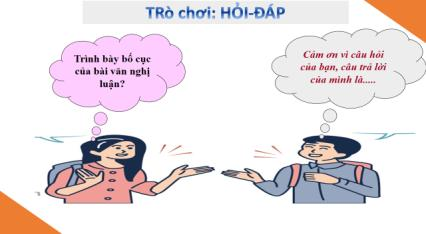 TRò chơi: HỎI-ĐÁP
Trình bày bố cục
của bài văn nghị
luận?
Cảm ơn vì câu hỏi
của bạn, câu trả lời
của mình là.....